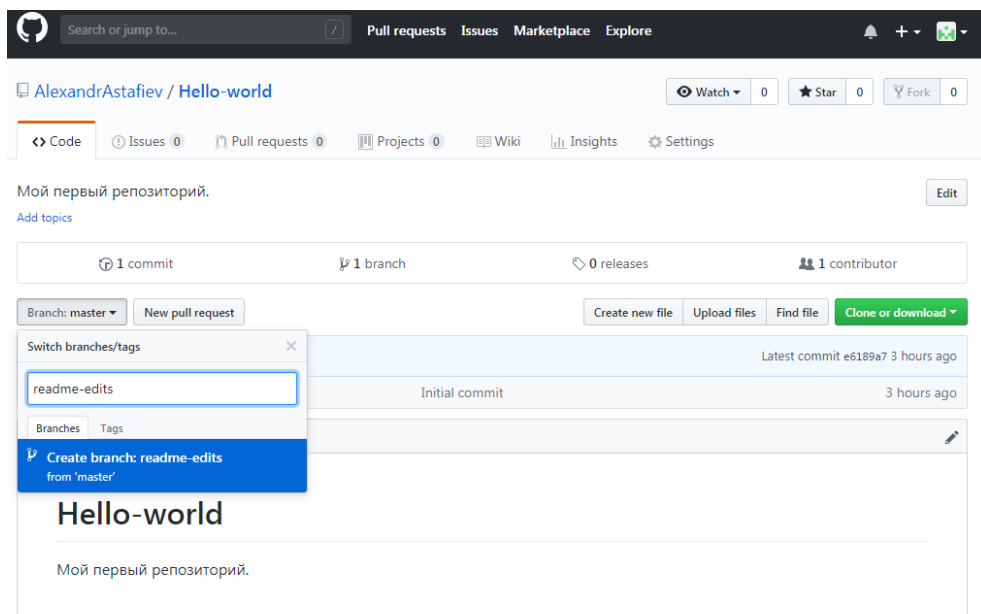 Search or jump to... / Pull requests Issues Marketplace Explore
AlexandrAstafiev / Hello-world Watch 0 Star 0 Fork 0
Code Issues 0 Pull requests 0 Projects 0 Wiki Insights Settings
Мой первый репозиторий. Edit
Add topics
1 commit 1 branch 0 releases 1 contributor
Branch: master New pull request Create new file Upload files Find file Clone or download
Switch branches/tags
Latest commit e6189a7 3 hours ago
readme-edits
Initial commit 3 hours ago
Branches Tags
Create branch: readme-edits
from 'master'
Hello-world
Мой первый репозиторий.